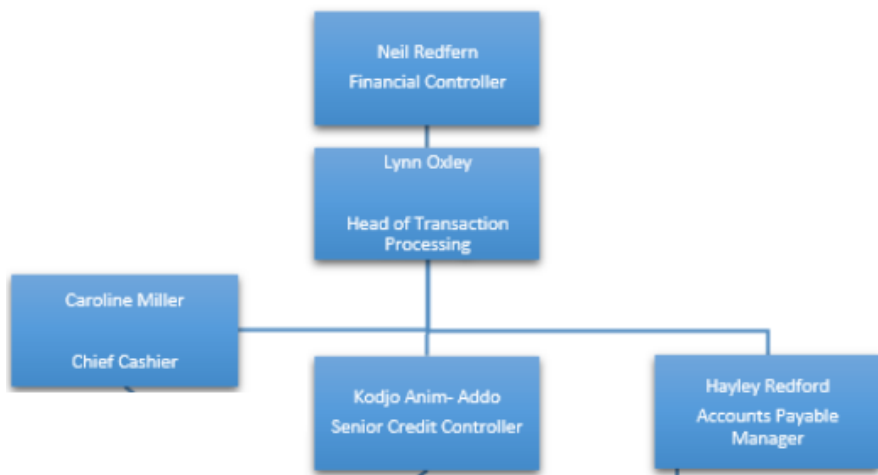 Neil Redfern
Financial Controller
Lynn Oxley
Head of Transaction
Processing
Caroline Miller
Chief Cashier
Kodjo Anim- Addo
Senior Credit Controller
Hayley Redford
Accounts Payable
Manager